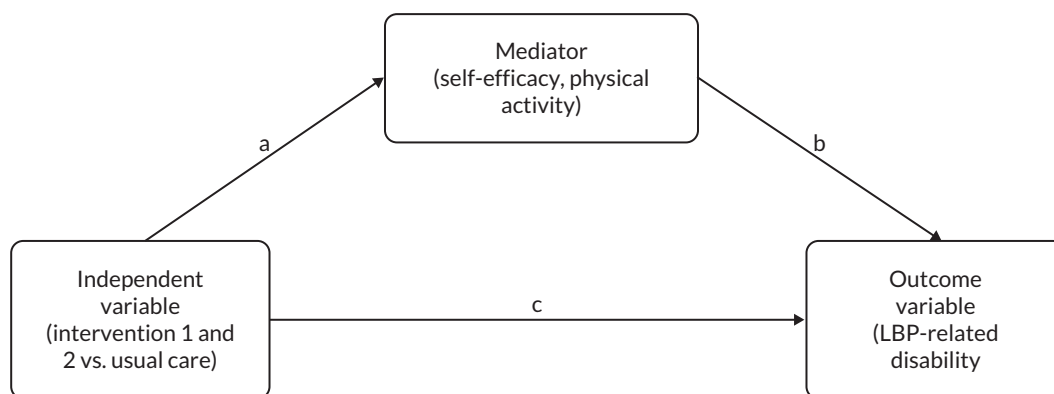 Mediator
(self-efficacy, physical
activity)
a
b
Independent
variable
(intervention 1 and
2 vs. usual care)
c
Outcome
variable
(LBP-related
disability